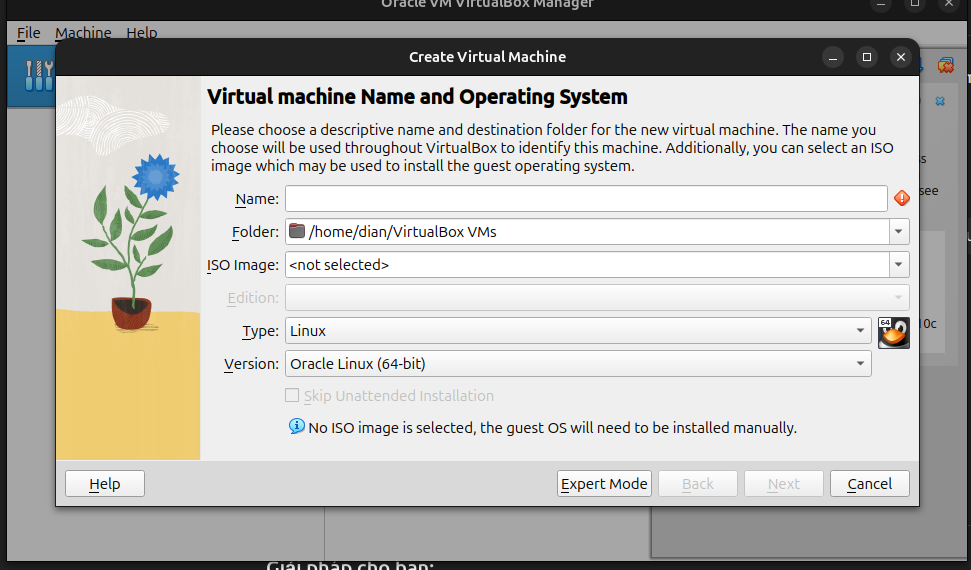 Oracle VM VirtualBox Manager
File Machine Help
Create Virtual Machine
Virtual machine Name and Operating System
Please choose a descriptive name and destination folder for the new virtual machine. The name you
choose will be used throughout VirtualBox to identify this machine. Additionally, you can select an ISO
image which may be used to install the guest operating system.
Name:
Folder: /home/dian/VirtualBox VMs
ISO Image: <not selected>
Edition:
Type: Linux
64
Version: Oracle Linux (64-bit)
Skip Unattended Installation
No ISO image is selected, the guest OS will need to be installed manually.
Help Expert Mode Back Next Cancel
see
Giải pháp cho bạn: